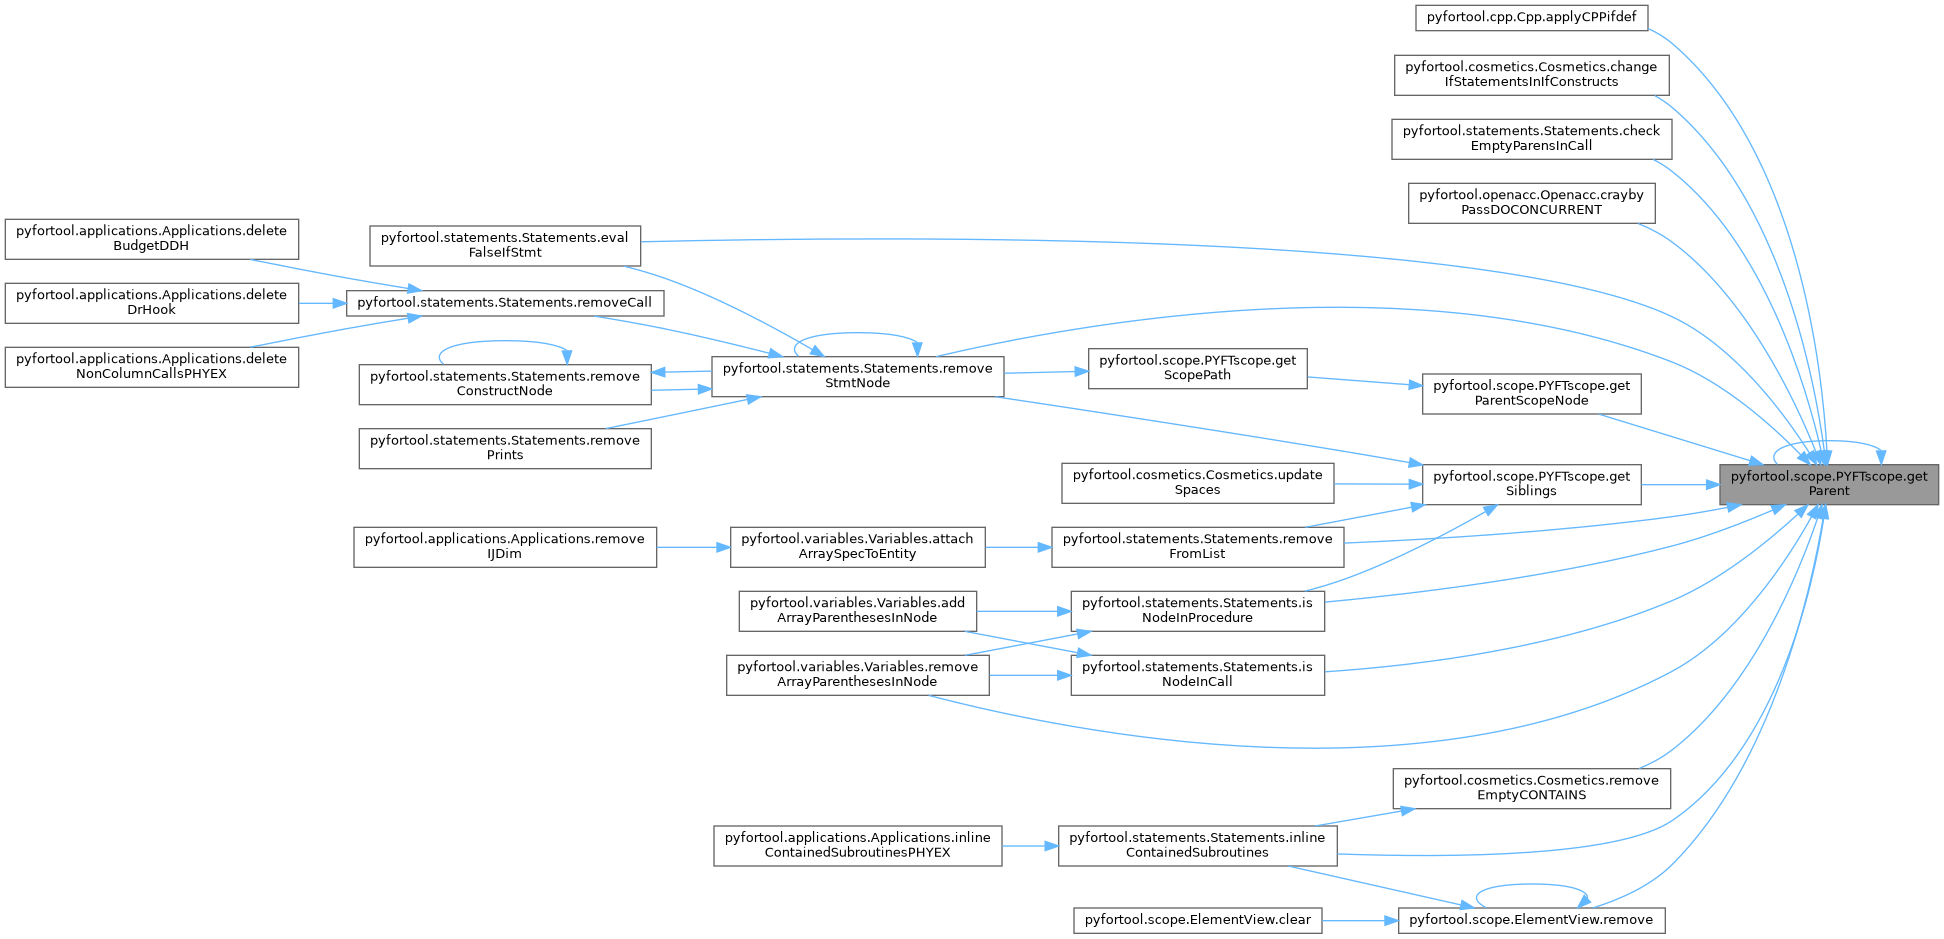 pyfortool.cpp.Cpp.applyCPPifdef
pyfortool.cosmetics.Cosmetics.change
IfStatementsInIfConstructs
pyfortool.statements.Statements.check
EmptyParensInCall
pyfortool.openacc.Openacc.crayby
PassDOCONCURRENT
pyfortool.applications.Applications.delete
BudgetDDH
pyfortool.statements.Statements.eval
FalseIfStmt
pyfortool.applications.Applications.delete
DrHook
pyfortool.statements.Statements.removeCall
pyfortool.applications.Applications.delete
NonColumnCallsPHYEX
pyfortool.statements.Statements.remove
ConstructNode
pyfortool.statements.Statements.remove
StmtNode
pyfortool.scope.PYFTscope.get
ScopePath
pyfortool.scope.PYFTscope.get
ParentScopeNode
pyfortool.statements.Statements.remove
Prints
pyfortool.cosmetics.Cosmetics.update
Spaces
pyfortool.scope.PYFTscope.get
Siblings
pyfortool.scope.PYFTscope.get
Parent
pyfortool.applications.Applications.remove
IJDim
pyfortool.variables.Variables.attach
ArraySpecToEntity
pyfortool.statements.Statements.remove
FromList
pyfortool.variables.Variables.add
ArrayParenthesesInNode
pyfortool.statements.Statements.is
NodeInProcedure
pyfortool.variables.Variables.remove
ArrayParenthesesInNode
pyfortool.statements.Statements.is
NodeInCall
pyfortool.cosmetics.Cosmetics.remove
EmptyCONTAINS
pyfortool.applications.Applications.inline
ContainedSubroutinesPHYEX
pyfortool.statements.Statements.inline
ContainedSubroutines
pyfortool.scope.ElementView.clear
pyfortool.scope.ElementView.remove